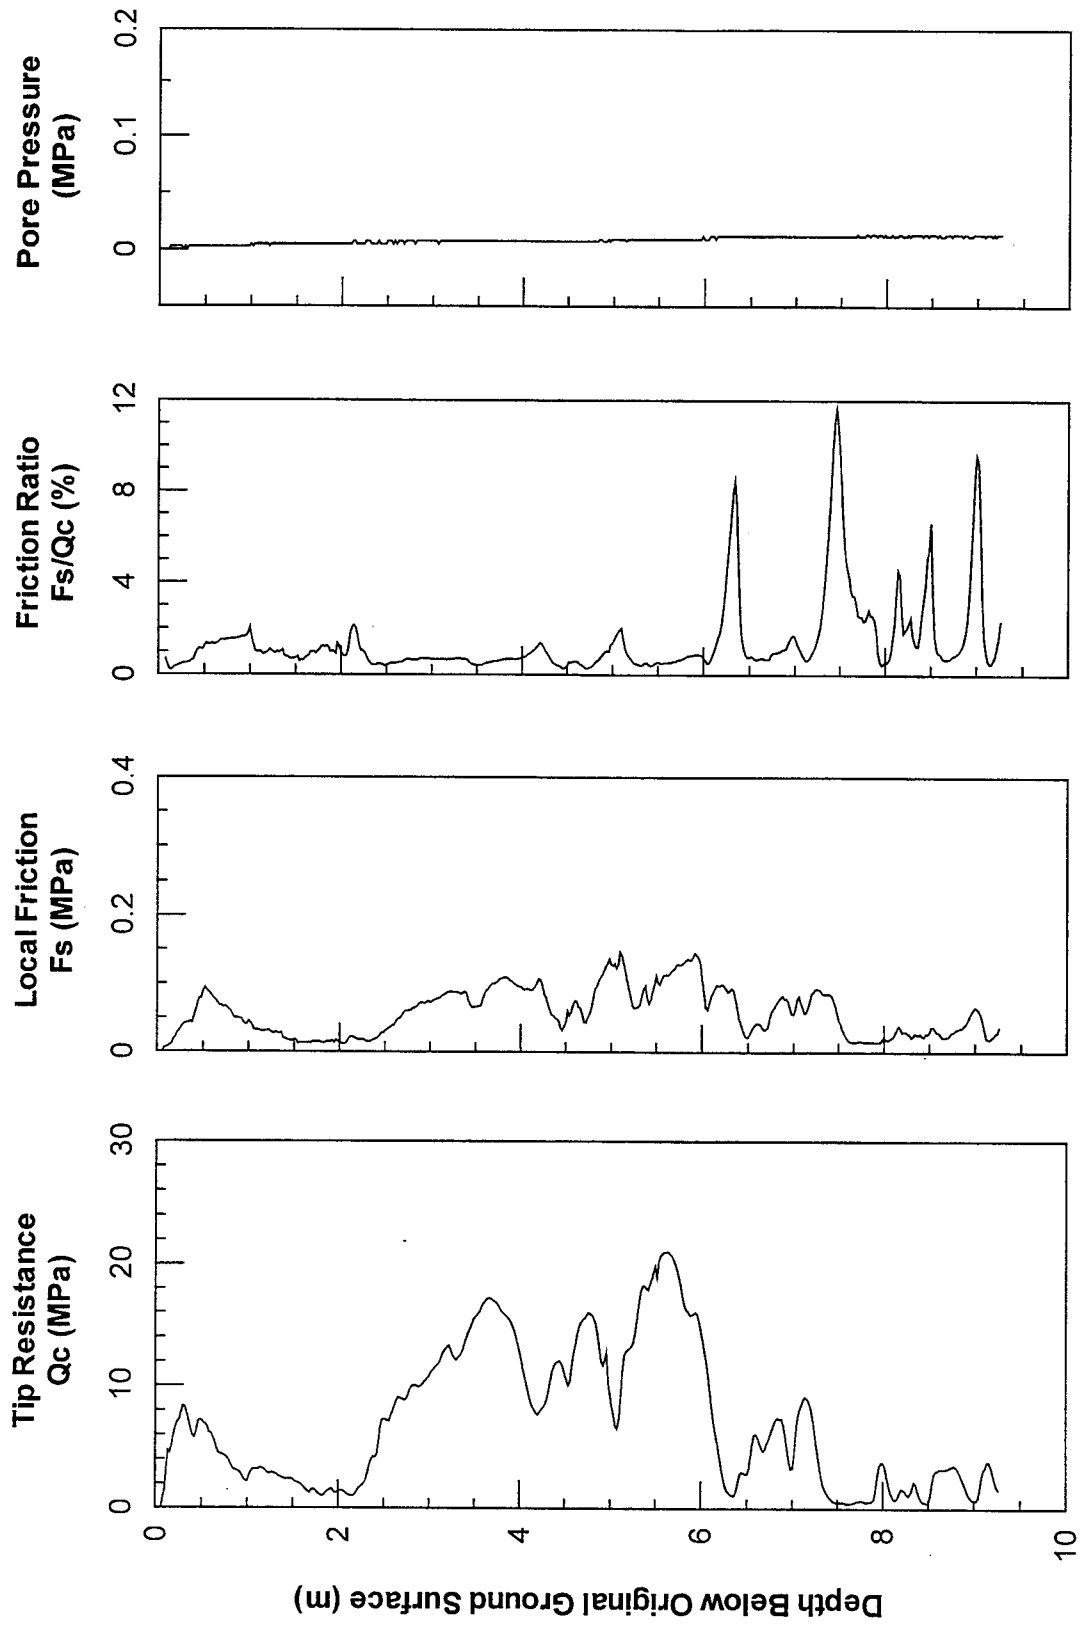 Pore Pressure
(MPa)
0
0.1
0.2
Friction Ratio
Fs/Qc (%)
0
4
8
12
Local Friction
Fs (MPa)
0
0.2
0.4
Tip Resistance
Qc (MPa)
0
10
20
30
0
2
4
6
8
10
Depth Below Original Ground Surface (m)